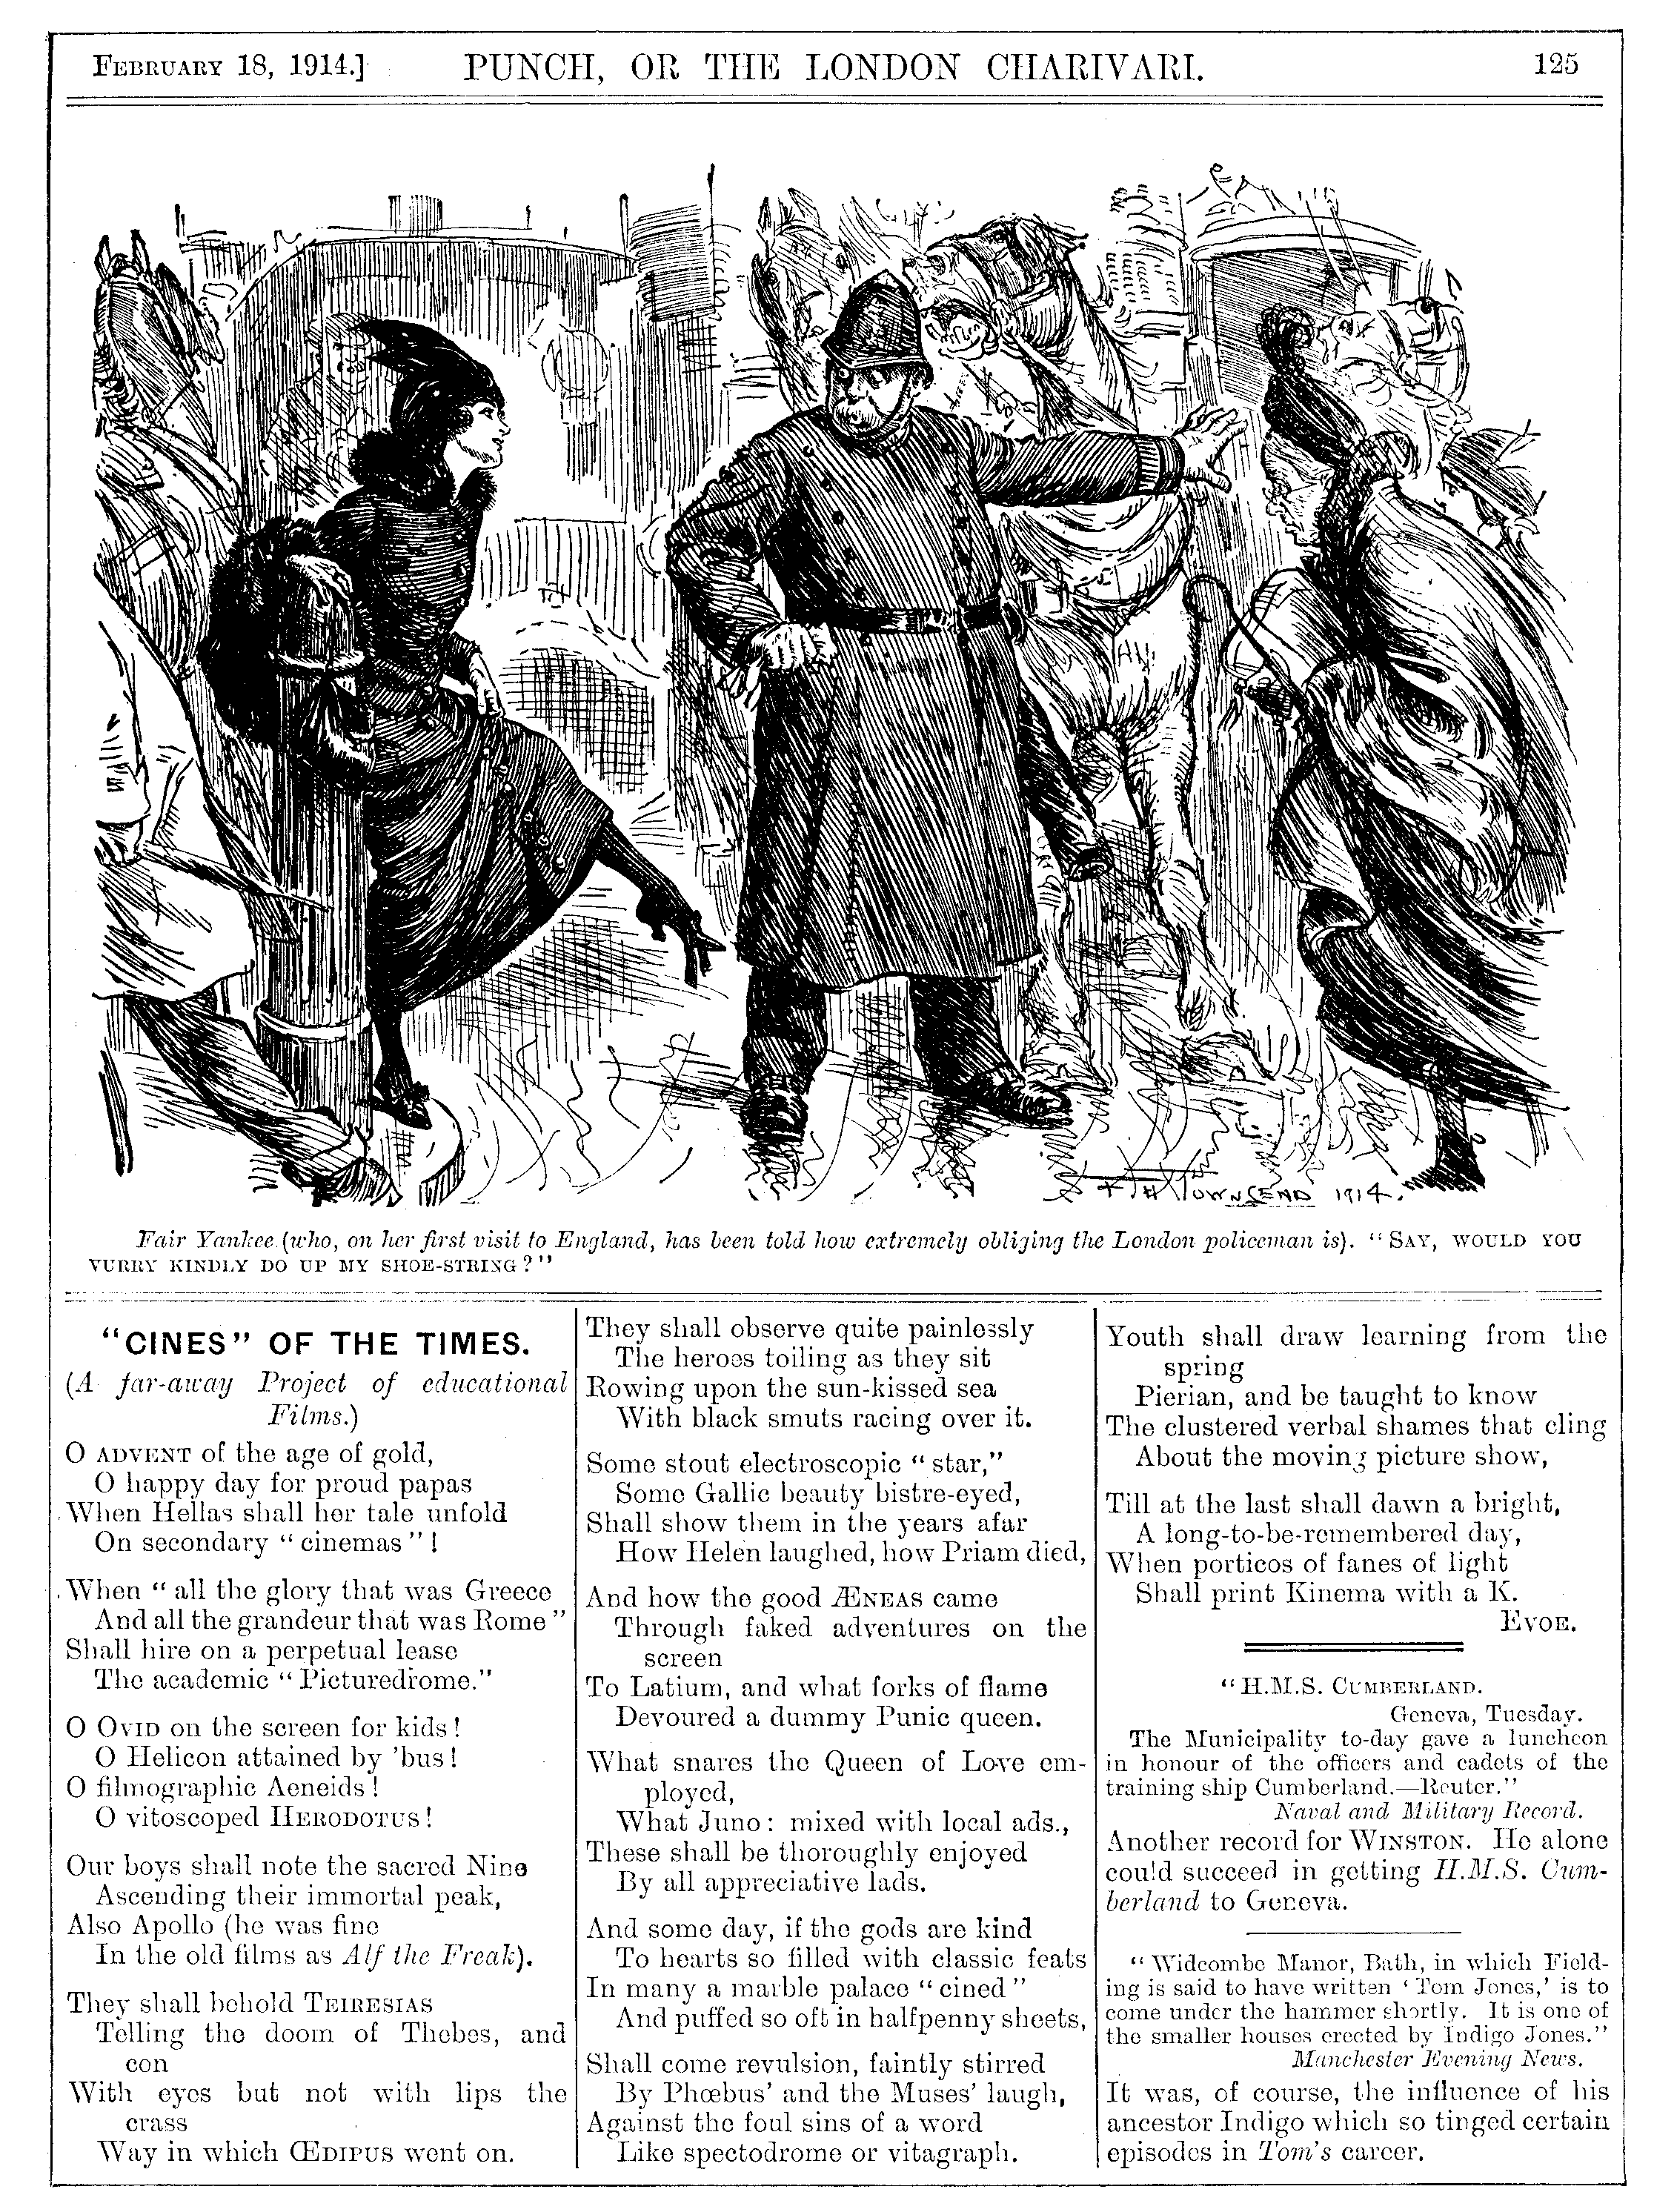 FEBRUARY 18, 1914.] PUNCH, OR THE LONDON CHARIVARI. 125
F. H. TOWNSEND 1914.
Fair Yankee (who, on her first visit to England, has been told how extremely obliging the London policeman is). "SAY, WOULD YOU
VURRY KINDLY DO UP MY SHOE-STRING?"
"CINES" OF THE TIMES.
(A far-away Project of educational
Films.)
O ADVENT of the age of gold,
O happy day for proud papas
When Hellas shall her tale unfold
On secondary "cinemas"!
When "all the glory that was Greece
And all the grandeur that was Rome"
Shall hire on a perpetual lease
The academic "Picturedrome."
O OVID on the screen for kids!
O Helicon attained by 'bus!
O filmographic Aeneids!
O vitoscoped HERODOTUS!
Our boys shall note the sacred Nine
Ascending their immortal peak,
Also Apollo (he was fine
In the old films as Alf the Freak).
They shall behold TEIRESIAS
Telling the doom of Thebes, and
con
With eyes but not with lips the
crass
Way in which ŒDIPUS went on.
They shall observe quite painlessly
The heroes toiling as they sit
Rowing upon the sun-kissed sea
With black smuts racing over it.
Some stout electroscopic "star,"
Some Gallic beauty bistre-eyed,
Shall show them in the years afar
How Helen laughed, how Priam died,
And how the good ÆNEAS came
Through faked adventures on the
screen
To Latium, and what forks of flame
Devoured a dummy Punic queen.
What snares the Queen of Love em-
ployed,
What Juno: mixed with local ads.,
These shall be thoroughly enjoyed
By all appreciative lads.
And some day, if the gods are kind
To hearts so filled with classic feats
In many a marble palace "cined"
And puffed so oft in halfpenny sheets,
Shall come revulsion, faintly stirred
By Phœbus' and the Muses' laugh,
Against the foul sins of a word
Like spectodrome or vitagraph.
Youth shall draw learning from the
spring
Pierian, and be taught to know
The clustered verbal shames that cling
About the moving picture show,
Till at the last shall dawn a bright,
A long-to-be-remembered day,
When porticos of fanes of light
Shall print Kinema with a K.
EVOE.
"H.M.S. CUMBERLAND.
Geneva, Tuesday.
The Municipality to-day gave a luncheon
in honour of the officers and cadets of the
training ship Cumberland.—Reuter."
Naval and Military Record.
Another record for WINSTON. He alone
could succeed in getting H.M.S. Cum-
berland to Geneva.
"Widcombe Manor, Bath, in which Field-
ing is said to have written 'Tom Jones,' is to
come under the hammer shortly. It is one of
the smaller houses erected by Indigo Jones."
Manchester Evening News.
It was, of course, the influence of his
ancestor Indigo which so tinged certain
episodes in Tom's career.